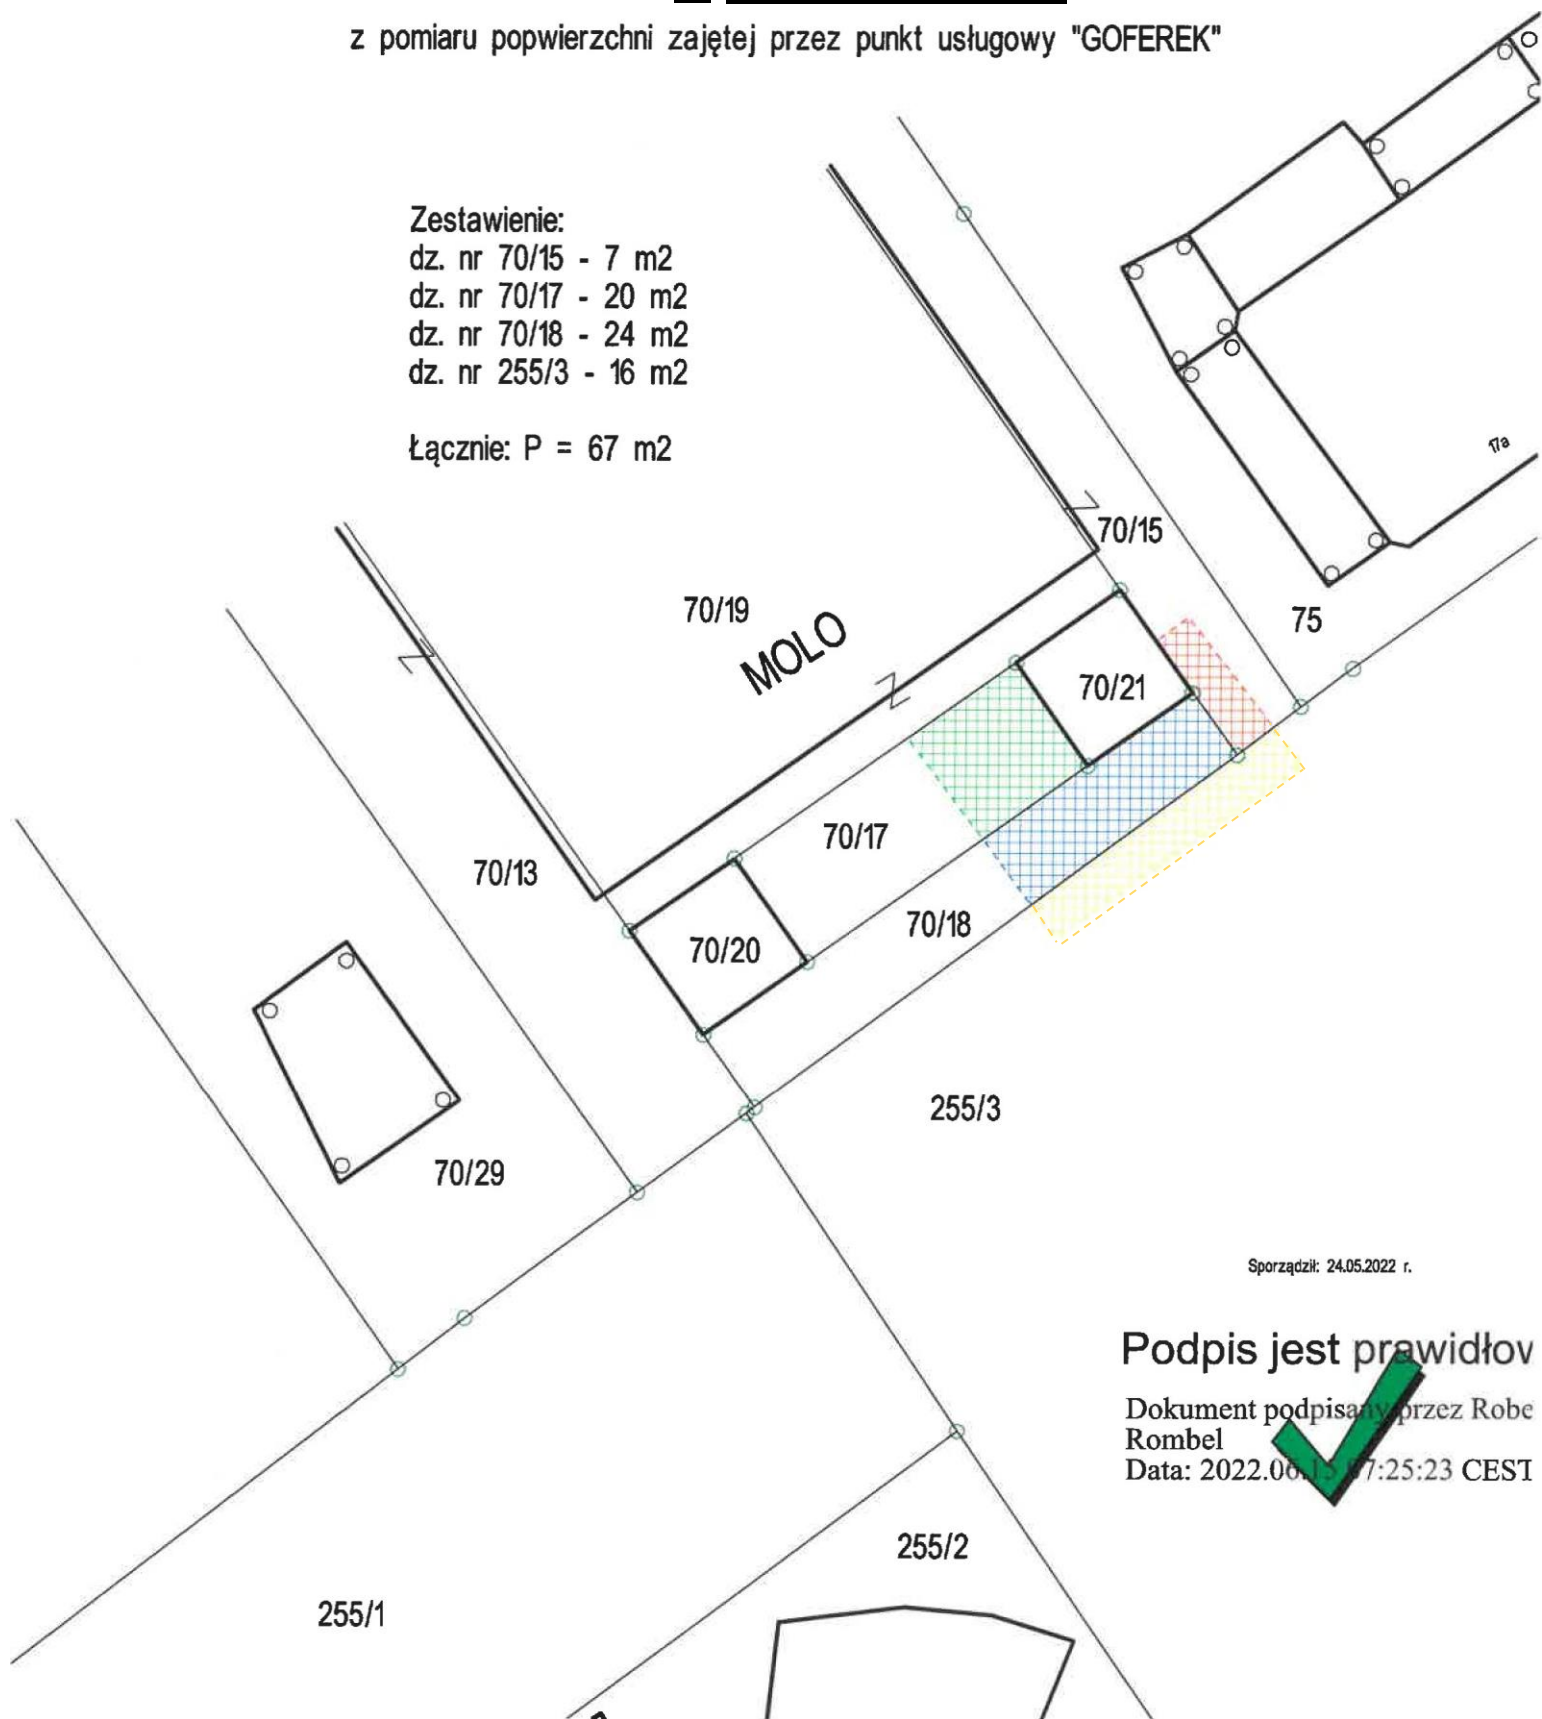 z pomiaru popwierzchni zajętej przez punkt usługowy "GOFEREK"
Zestawienie:
dz. nr 70/15 - 7 m2
dz. nr 70/17 - 20 m2
dz. nr 70/18 - 24 m2
dz. nr 255/3 - 16 m2
Łącznie: P = 67 m2
17a
70/15
70/19
MOLO
75
70/21
70/17
70/13
70/18
70/20
255/3
70/29
Sporządził: 24.05.2022 r.
Podpis jest prawidłow
Dokument podpisany przez Robe
Rombel
Data: 2022.06.15 07:25:23 CEST
255/2
255/1